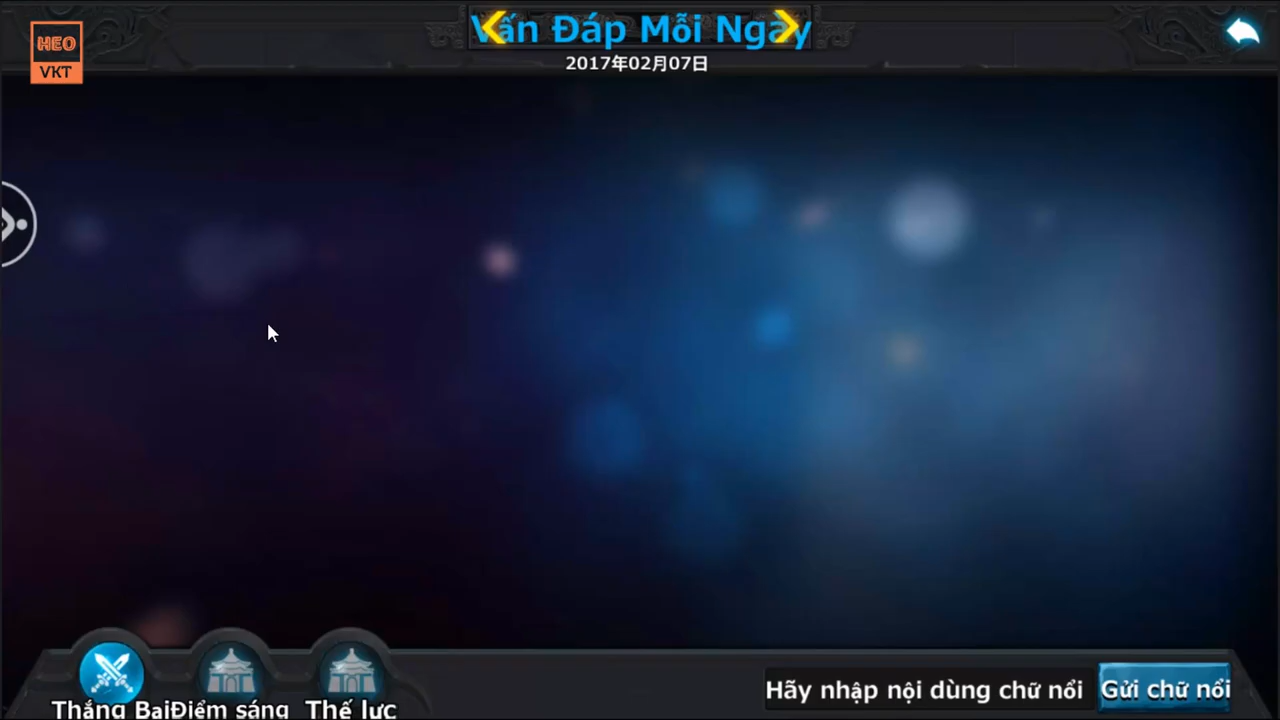 HEO
VKT
Vấn Đáp Mỗi Ngày
2017年02月07日
Hãy nhập nội dùng chữ nổi
Gửi chữ nổi
Thắng Bại
Điểm sáng
Thế lực